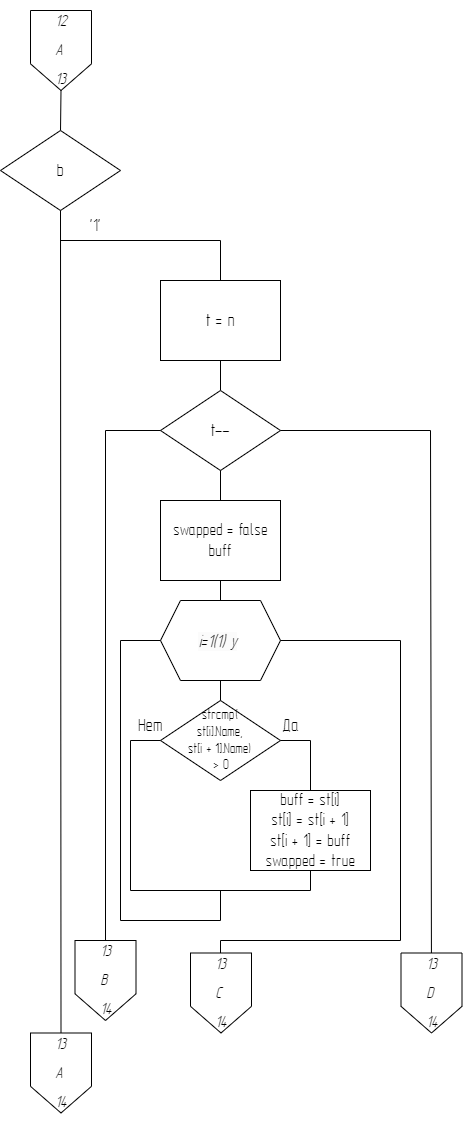 12
A
13
b
'1'
t = n
t--
swapped = false
buff
i=1(1) y
strcmp(
st[i].Name,
st[i + 1].Name)
> 0
Нет
Да
buff = st[i]
st[i] = st[i + 1]
st[i + 1] = buff
swapped = true
13
B
14
13
C
14
13
D
14
13
A
14